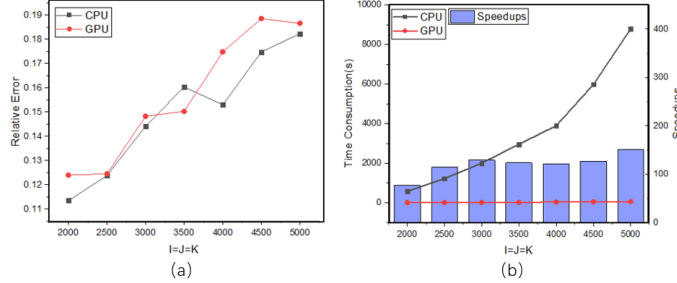 CPU
GPU
Relative Error
0.19
0.18
0.17
0.16
0.15
0.14
0.13
0.12
0.11
2000 2500 3000 3500 4000 4500 5000
I=J=K
(a)
CPU
GPU
Speedups
Time Consumption(s)
10000
8000
6000
4000
2000
0
400
300
200
100
0
Speedups
2000 2500 3000 3500 4000 4500 5000
I=J=K
(b)